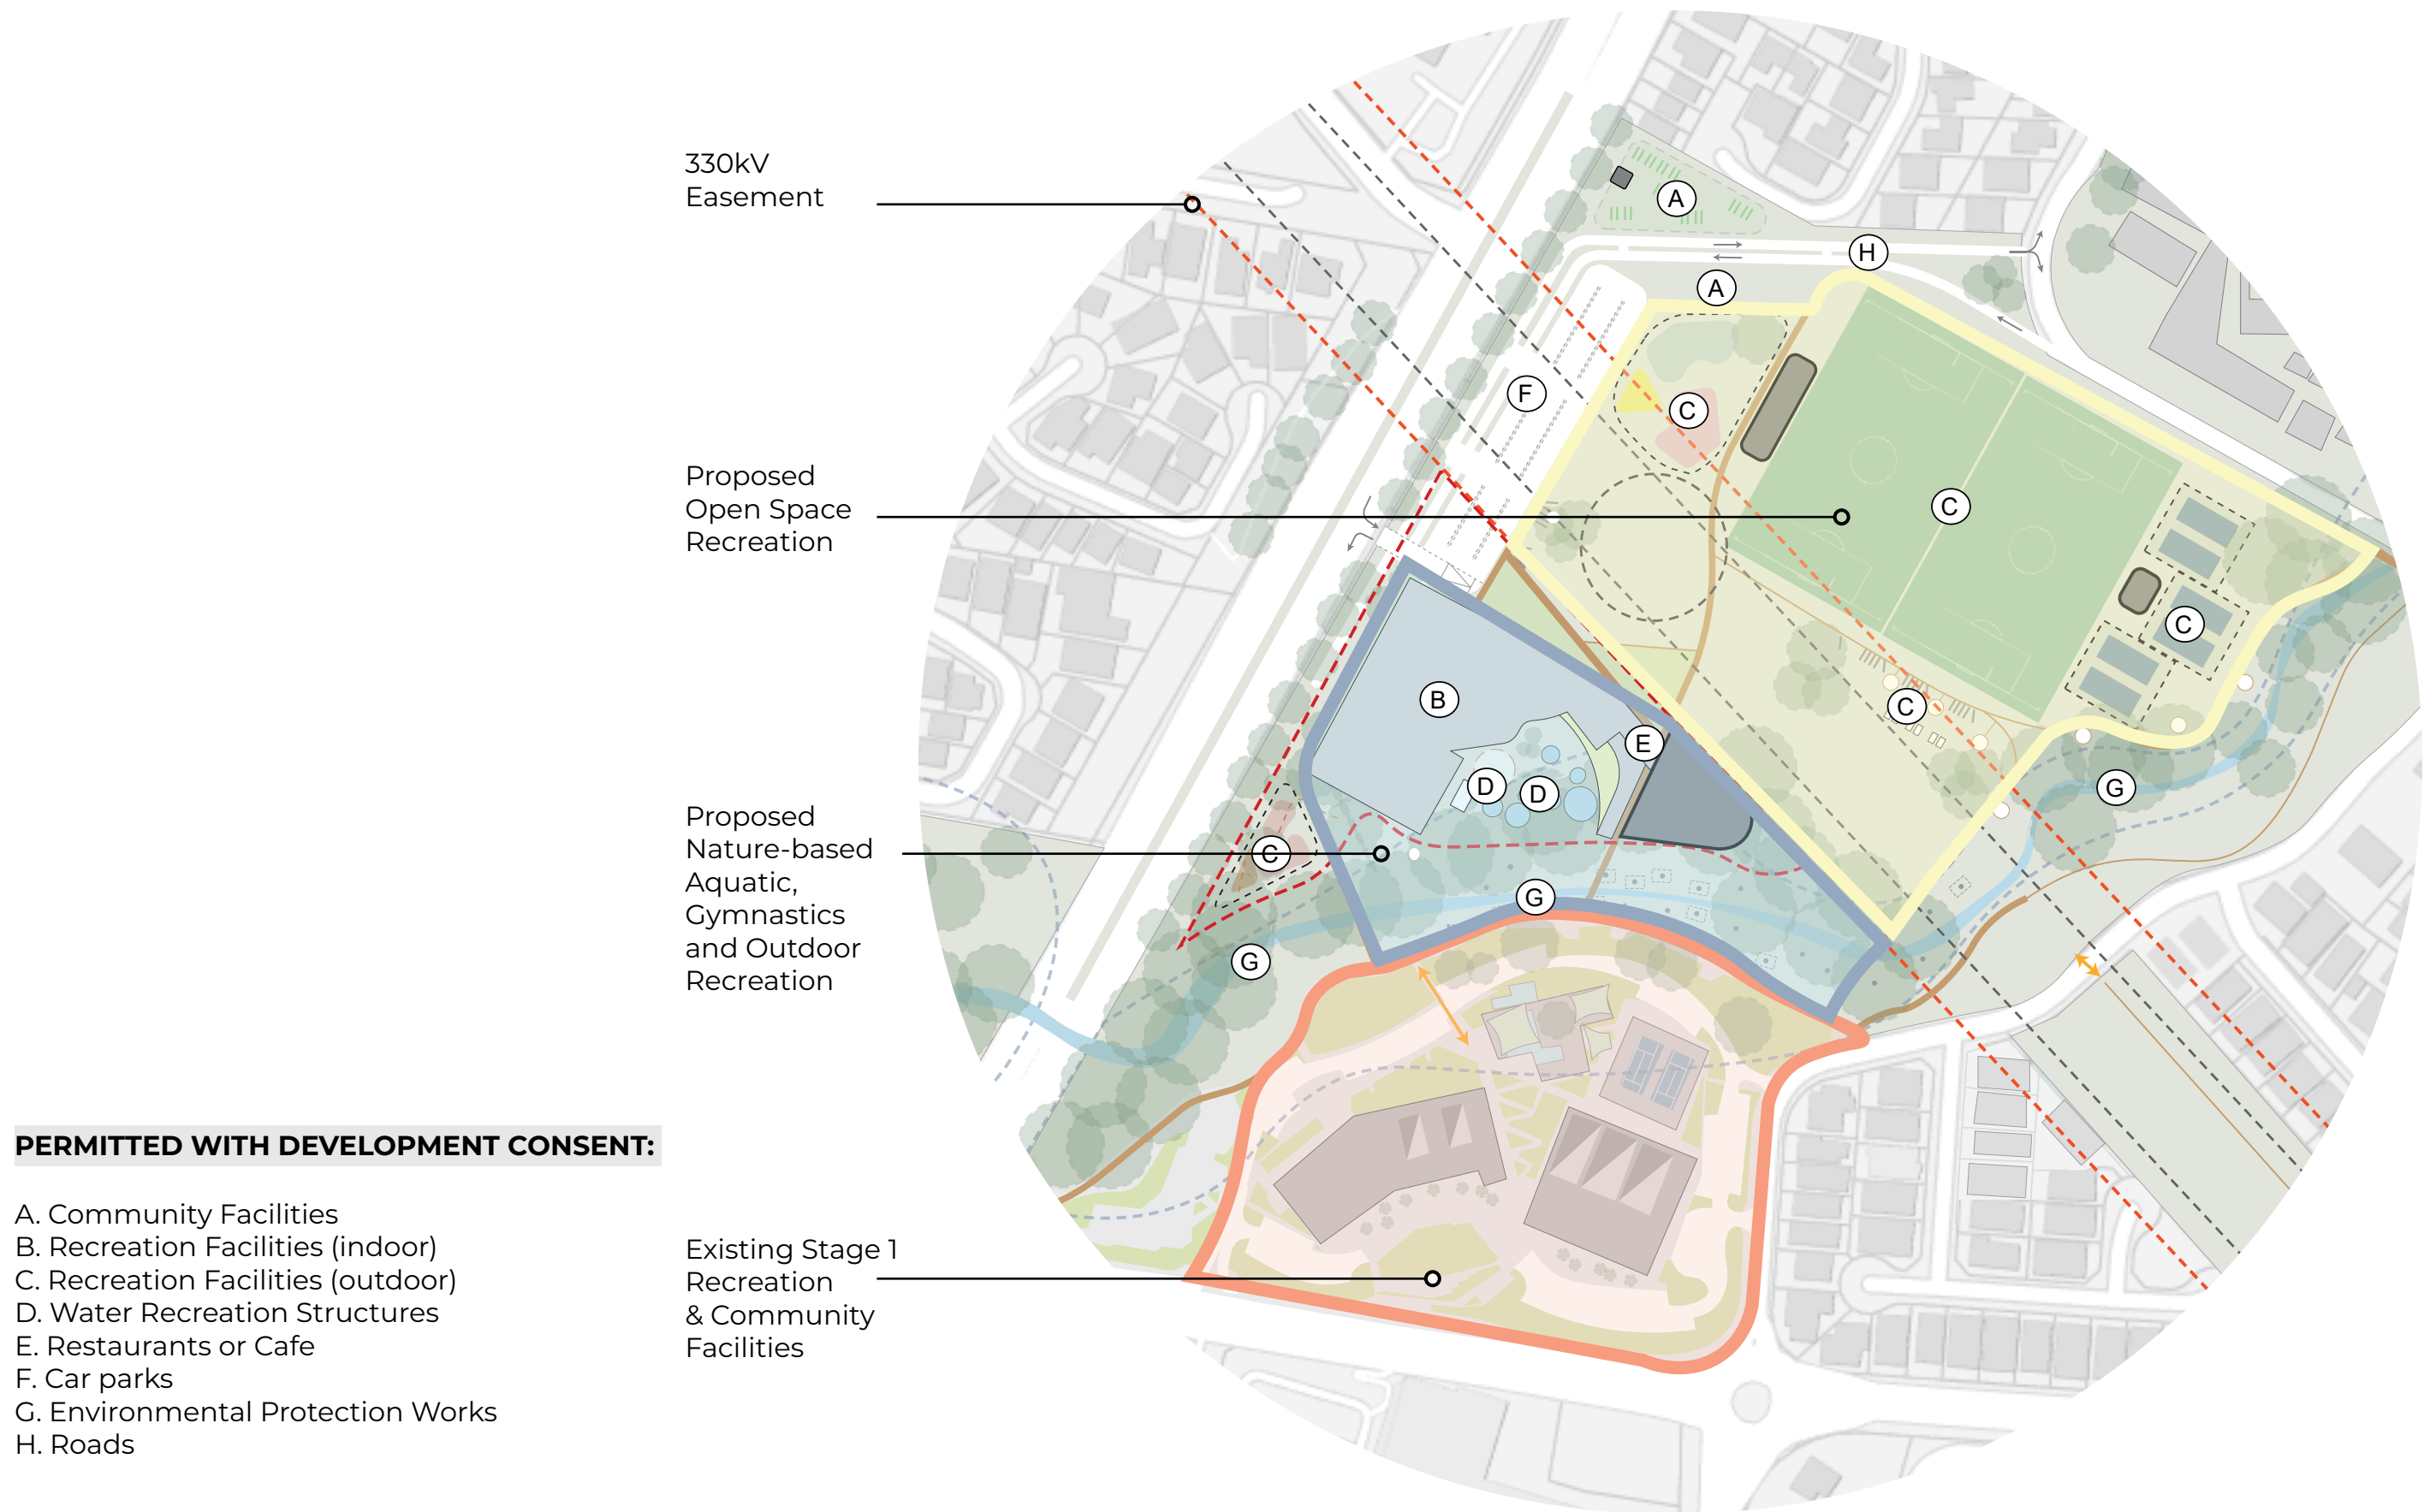 330kV
Easement
Proposed
Open Space
Recreation
Proposed
Nature-based
Aquatic,
Gymnastics
and Outdoor
Recreation
Existing Stage 1
Recreation
& Community
Facilities
PERMITTED WITH DEVELOPMENT CONSENT:
A. Community Facilities
B. Recreation Facilities (indoor)
C. Recreation Facilities (outdoor)
D. Water Recreation Structures
E. Restaurants or Cafe
F. Car parks
G. Environmental Protection Works
H. Roads
A
H
A
F
C
C
C
B
C
E
D
D
G
C
G
G